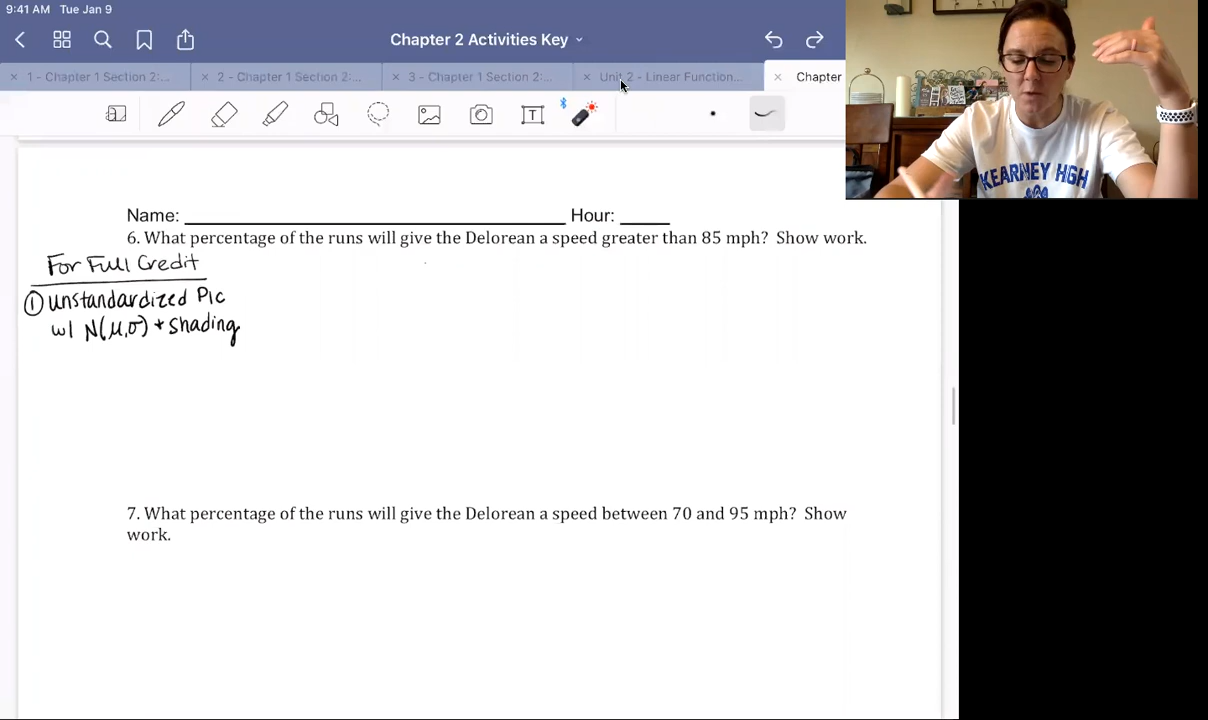 9:41 AM Tue Jan 9
Chapter 2 Activities Key
1 - Chapter 1 Section 2:...
2 - Chapter 1 Section 2:...
3 - Chapter 1 Section 2:...
Unit 2 - Linear Function...
Chapter
T
KEARNEY HIGH
Name: Hour:
6. What percentage of the runs will give the Delorean a speed greater than 85 mph? Show work.
For Full Credit
① Unstandardized Pic
w/ N(μ,σ) + Shading
7. What percentage of the runs will give the Delorean a speed between 70 and 95 mph? Show
work.